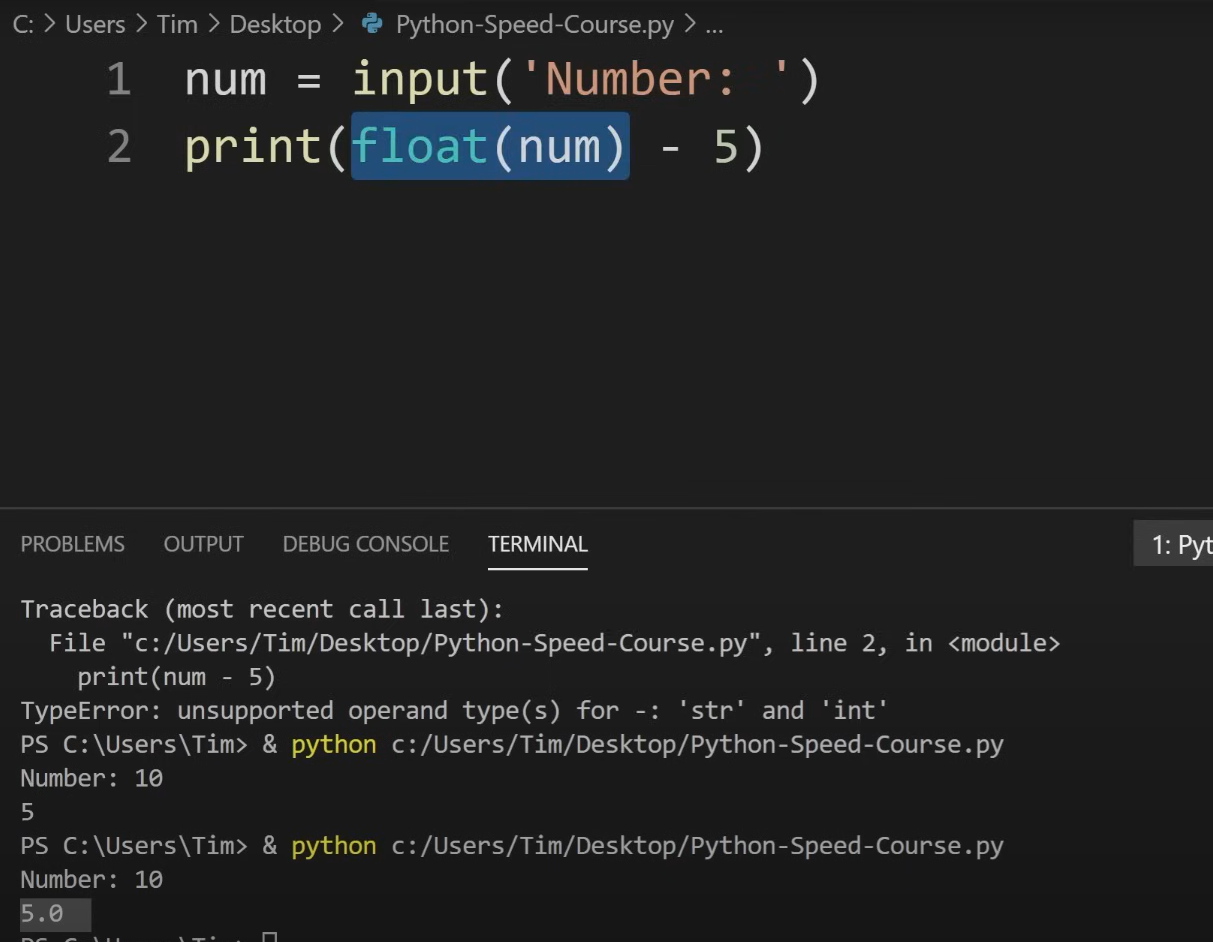 C: > Users > Tim > Desktop > Python-Speed-Course.py > ...
1 num = input('Number: ')
2 print(float(num) - 5)
PROBLEMS OUTPUT DEBUG CONSOLE TERMINAL 1: Pyt
Traceback (most recent call last):
  File "c:/Users/Tim/Desktop/Python-Speed-Course.py", line 2, in <module>
    print(num - 5)
TypeError: unsupported operand type(s) for -: 'str' and 'int'
PS C:\Users\Tim> & python c:/Users/Tim/Desktop/Python-Speed-Course.py
Number: 10
5
PS C:\Users\Tim> & python c:/Users/Tim/Desktop/Python-Speed-Course.py
Number: 10
5.0